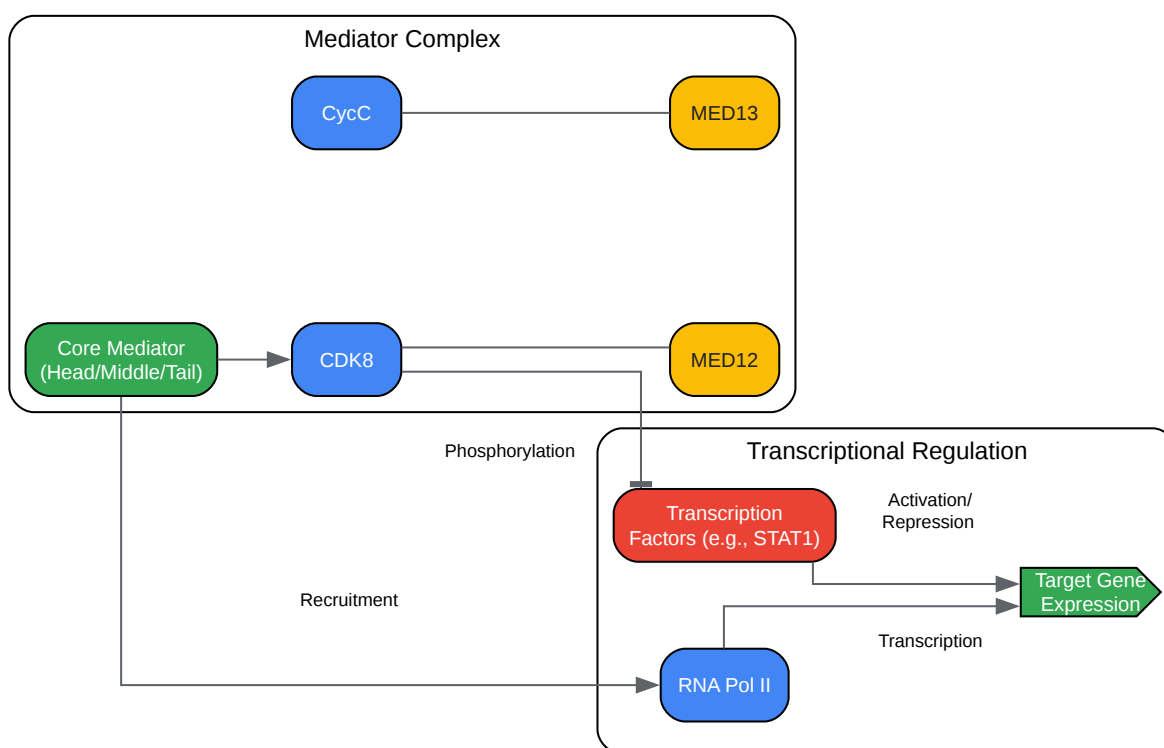 Mediator Complex
CycC
MED13
Core Mediator
(Head/Middle/Tail)
CDK8
MED12
Phosphorylation
Transcriptional Regulation
Transcription
Factors (e.g., STAT1)
Activation/
Repression
Target Gene
Expression
Recruitment
Transcription
RNA Pol II